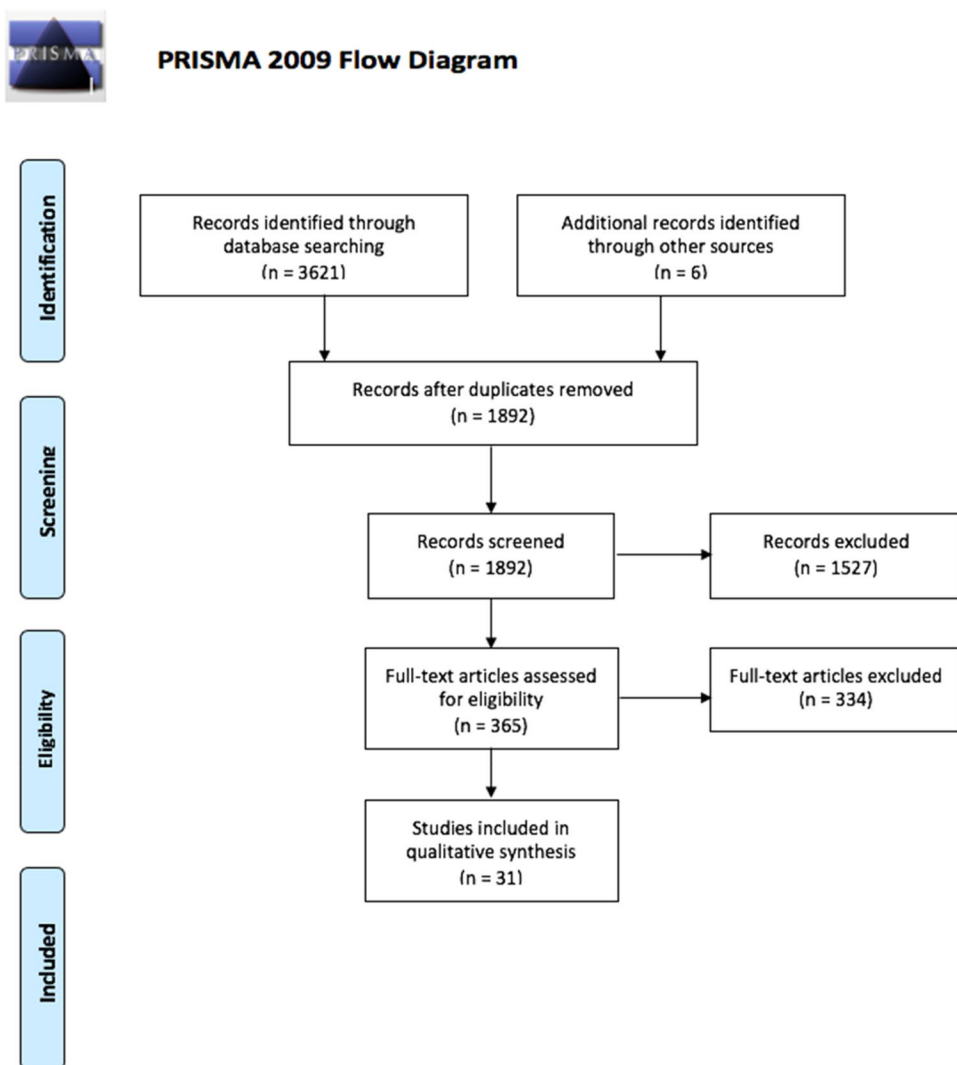 PRISMA
PRISMA 2009 Flow Diagram
Identification
Records identified through
database searching
(n = 3621)
Additional records identified
through other sources
(n = 6)
Records after duplicates removed
(n = 1892)
Screening
Records screened
(n = 1892)
Records excluded
(n = 1527)
Eligibility
Full-text articles assessed
for eligibility
(n = 365)
Full-text articles excluded
(n = 334)
Studies included in
qualitative synthesis
(n = 31)
Included